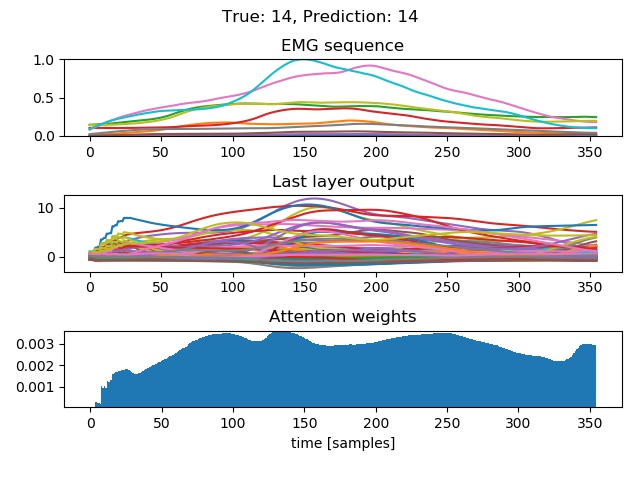 True: 14, Prediction: 14
EMG sequence
1.0
0.5
0.0
0 50 100 150 200 250 300 350
Last layer output
10
0
0 50 100 150 200 250 300 350
Attention weights
0.003
0.002
0.001
0 50 100 150 200 250 300 350
time [samples]